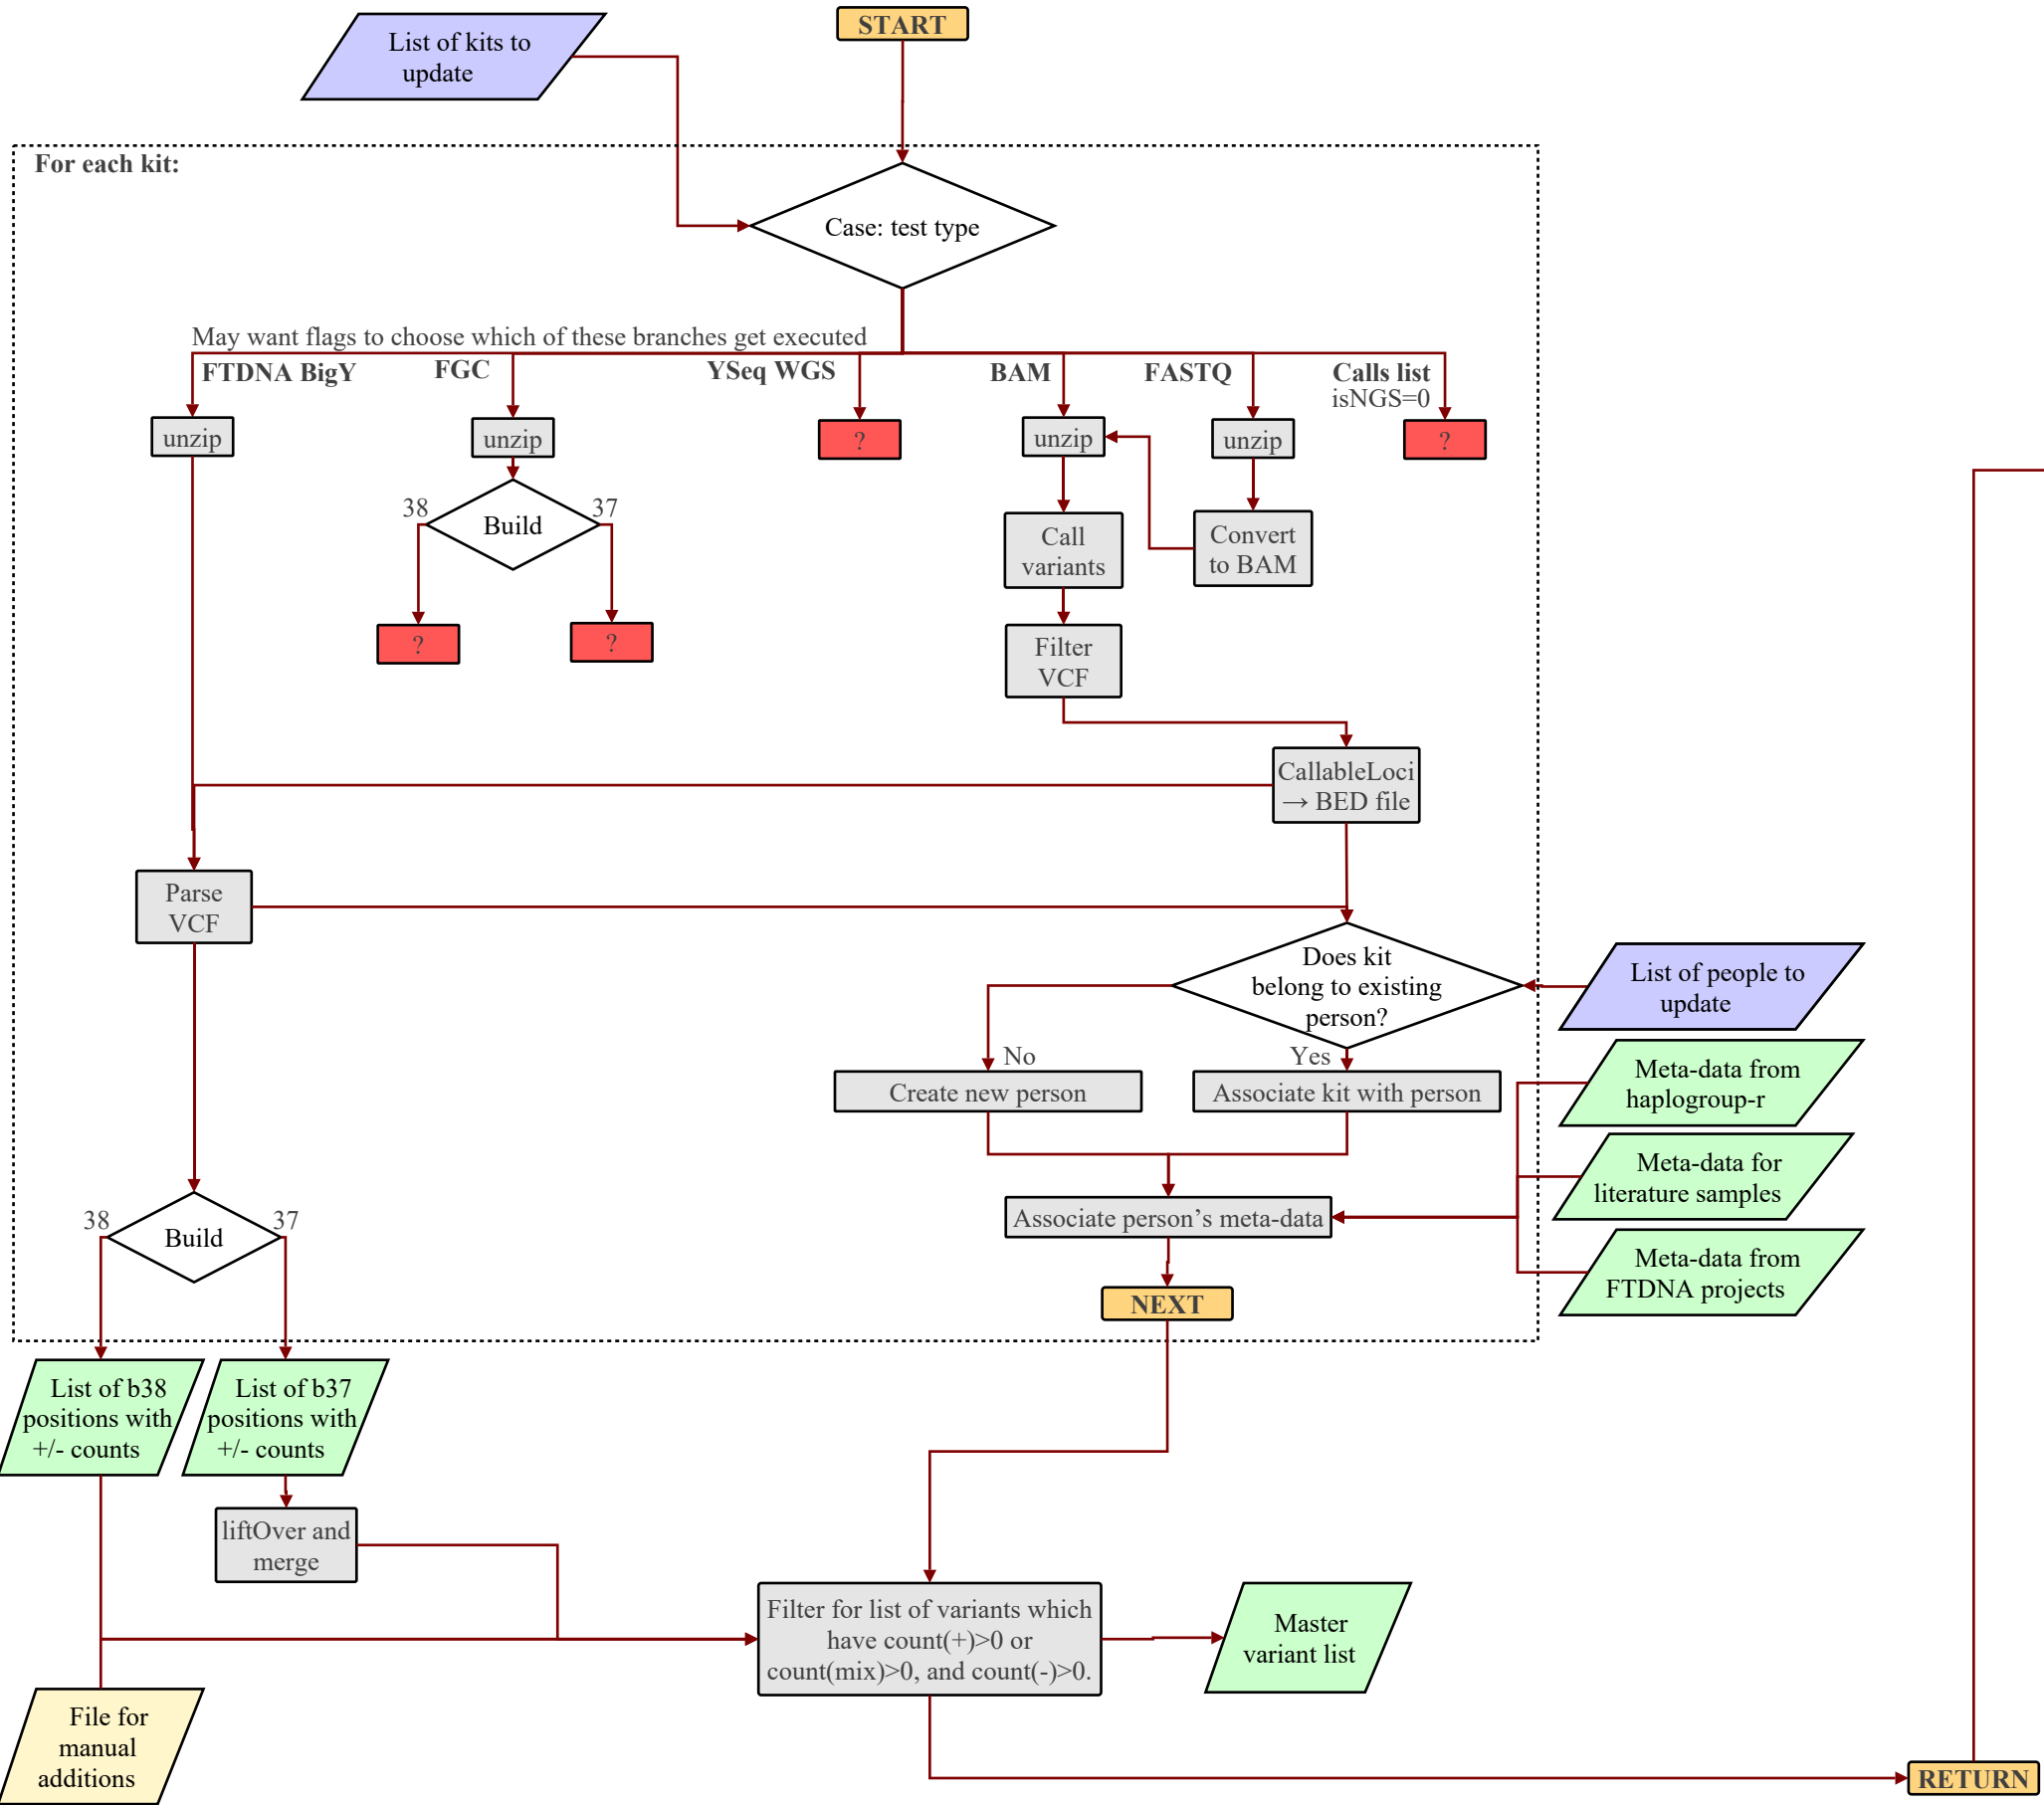 START
List of kits to
update
For each kit:
Case: test type
May want flags to choose which of these branches get executed
FTDNA BigY
FGC
YSeq WGS
BAM
FASTQ
Calls list
isNGS=0
unzip
unzip
?
unzip
unzip
?
38
37
Build
Call
variants
Convert
to BAM
?
?
Filter
VCF
CallableLoci
→ BED file
Parse
VCF
Does kit
belong to existing
person?
List of people to
update
No
Yes
Create new person
Associate kit with person
Meta-data from
haplogroup-r
Meta-data for
literature samples
Associate person’s meta-data
38
37
Build
Meta-data from
FTDNA projects
NEXT
List of b38
positions with
+/- counts
List of b37
positions with
+/- counts
liftOver and
merge
Filter for list of variants which
have count(+)>0 or
count(mix)>0, and count(-)>0.
Master
variant list
File for
manual
additions
RETURN